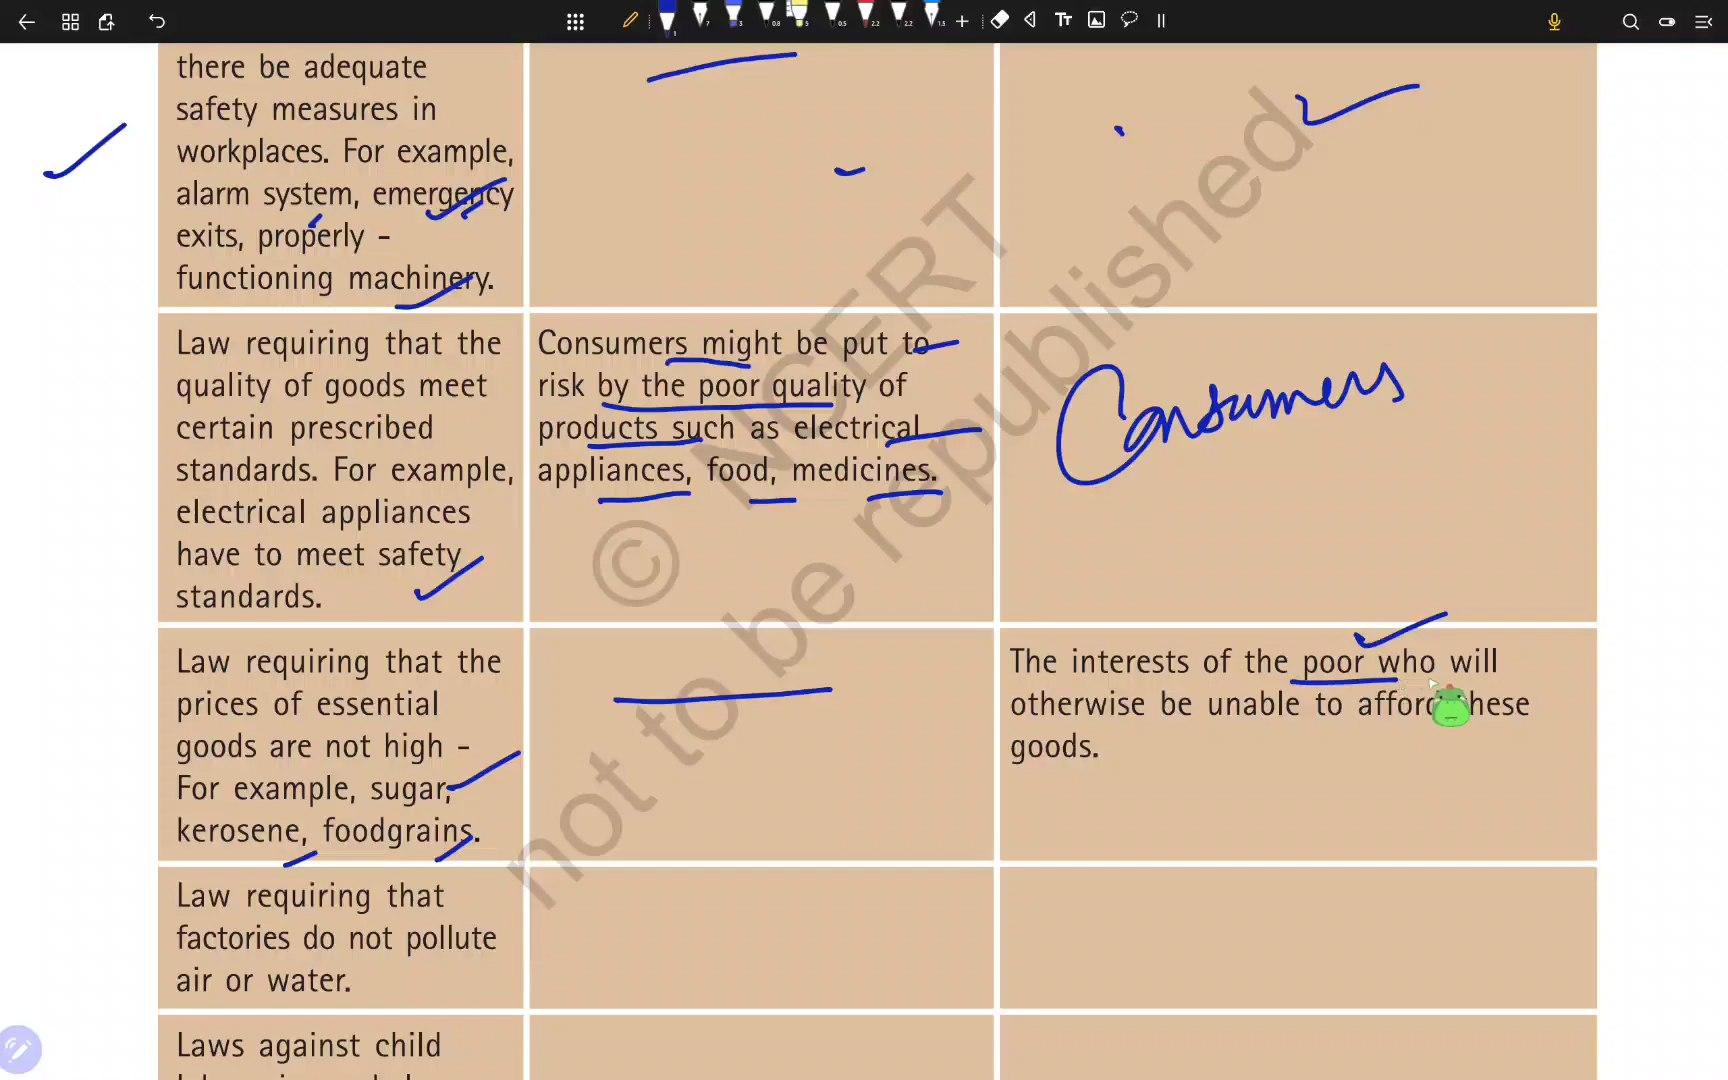 there be adequate
safety measures in
workplaces. For example,
alarm system, emergency
exits, properly -
functioning machinery.
Law requiring that the
quality of goods meet
certain prescribed
standards. For example,
electrical appliances
have to meet safety
standards.
Consumers might be put to
risk by the poor quality of
products such as electrical
appliances, food, medicines.
Consumers
Law requiring that the
prices of essential
goods are not high -
For example, sugar,
kerosene, foodgrains.
The interests of the poor who will
otherwise be unable to afford these
goods.
Law requiring that
factories do not pollute
air or water.
Laws against child
© NCERT
not to be republished